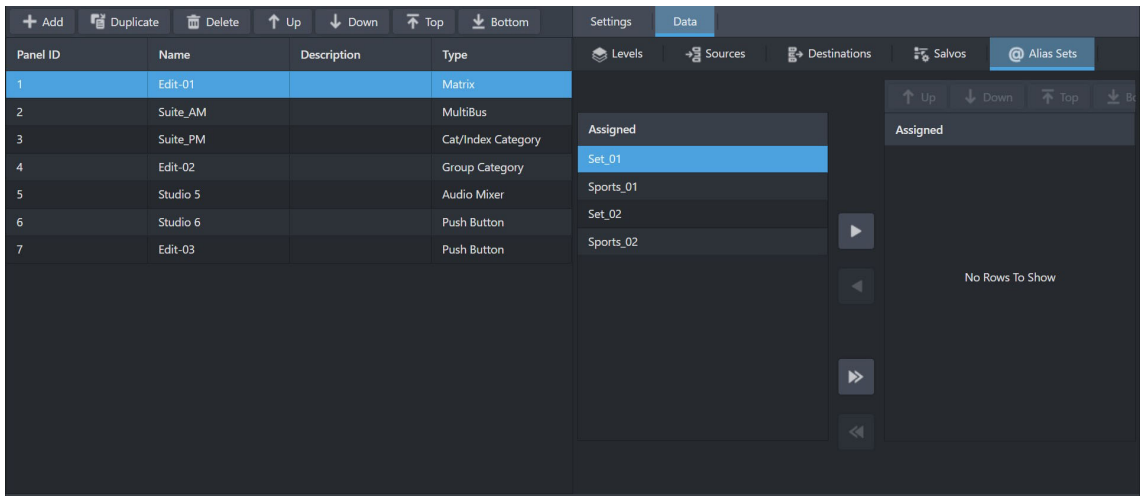 Add Duplicate Delete Up Down Top Bottom
Settings Data
Panel ID Name Description Type
Levels Sources Destinations Salvos @ Alias Sets
1 Edit-01 Matrix
2 Suite_AM MultiBus
3 Suite_PM Cat/Index Category
4 Edit-02 Group Category
5 Studio 5 Audio Mixer
6 Studio 6 Push Button
7 Edit-03 Push Button
Assigned
Set_01
Sports_01
Set_02
Sports_02
Up Down Top
Assigned
No Rows To Show